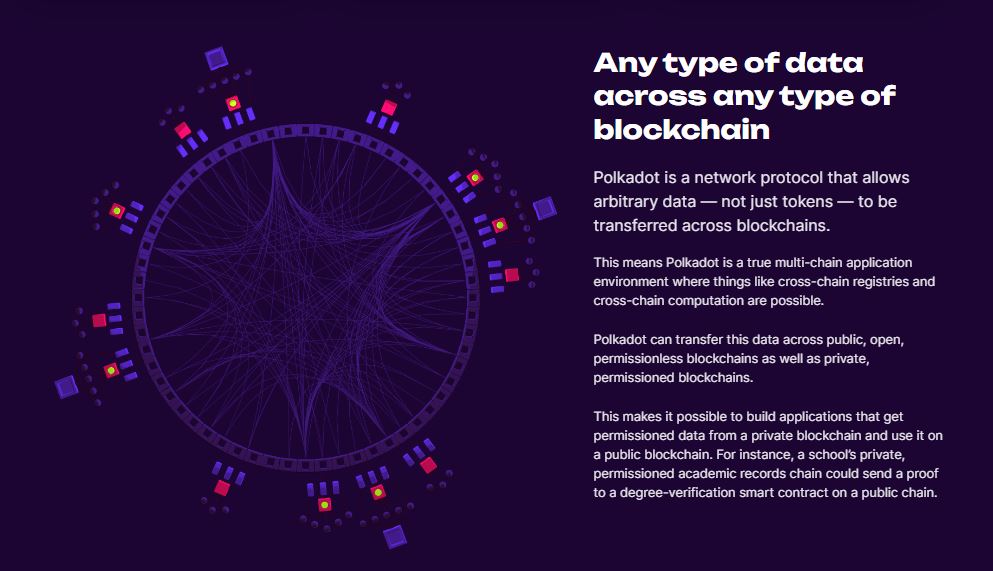 Any type of data
across any type of
blockchain
Polkadot is a network protocol that allows
arbitrary data — not just tokens — to be
transferred across blockchains.
This means Polkadot is a true multi-chain application
environment where things like cross-chain registries and
cross-chain computation are possible.
Polkadot can transfer this data across public, open,
permissionless blockchains as well as private,
permissioned blockchains.
This makes it possible to build applications that get
permissioned data from a private blockchain and use it on
a public blockchain. For instance, a school's private,
permissioned academic records chain could send a proof
to a degree-verification smart contract on a public chain.